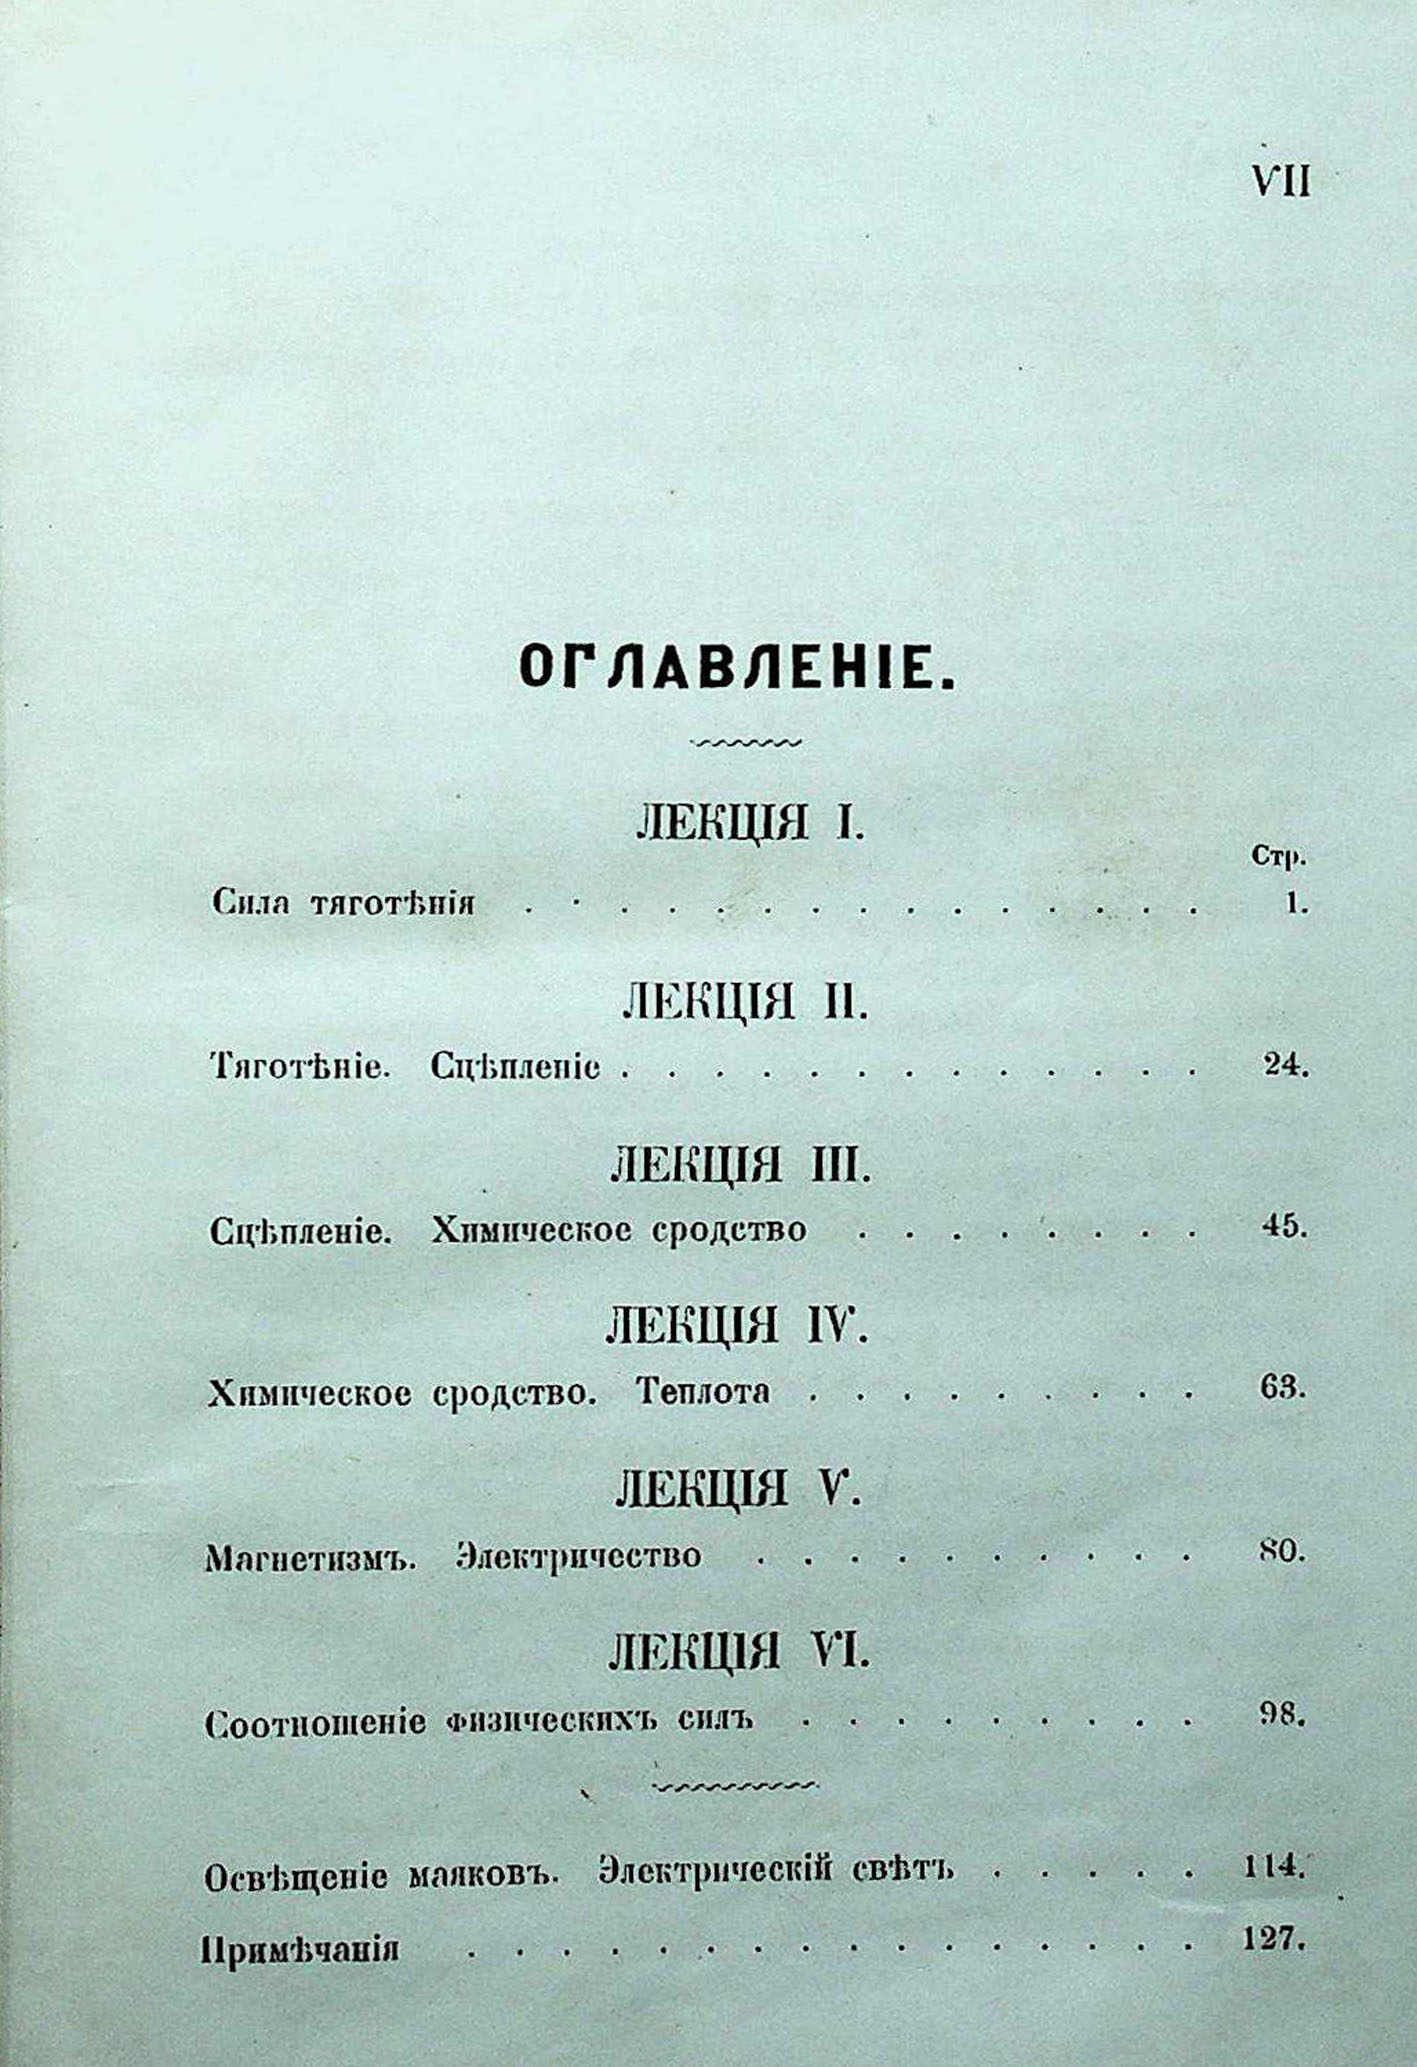 VII
ОГЛАВЛЕНІЕ.
ЛЕКЦІЯ I.
Стр.
Сила тяготѣнія . . . . . . . . . . . . . . . 1.
ЛЕКЦІЯ II.
Тяготѣніе. Сцѣпленіе . . . . . . . . . . . . . 24.
ЛЕКЦІЯ III.
Сцѣпленіе. Химическое сродство . . . . . . . . 45.
ЛЕКЦІЯ IV.
Химическое сродство. Теплота . . . . . . . . . 63.
ЛЕКЦІЯ V.
Магнетизмъ. Электричество . . . . . . . . . . 80.
ЛЕКЦІЯ VI.
Соотношеніе физическихъ силъ . . . . . . . . . 98.
Освѣщеніе маяковъ. Электрическій свѣтъ . . . . . 114.
Примѣчанія . . . . . . . . . . . . . . . . 127.